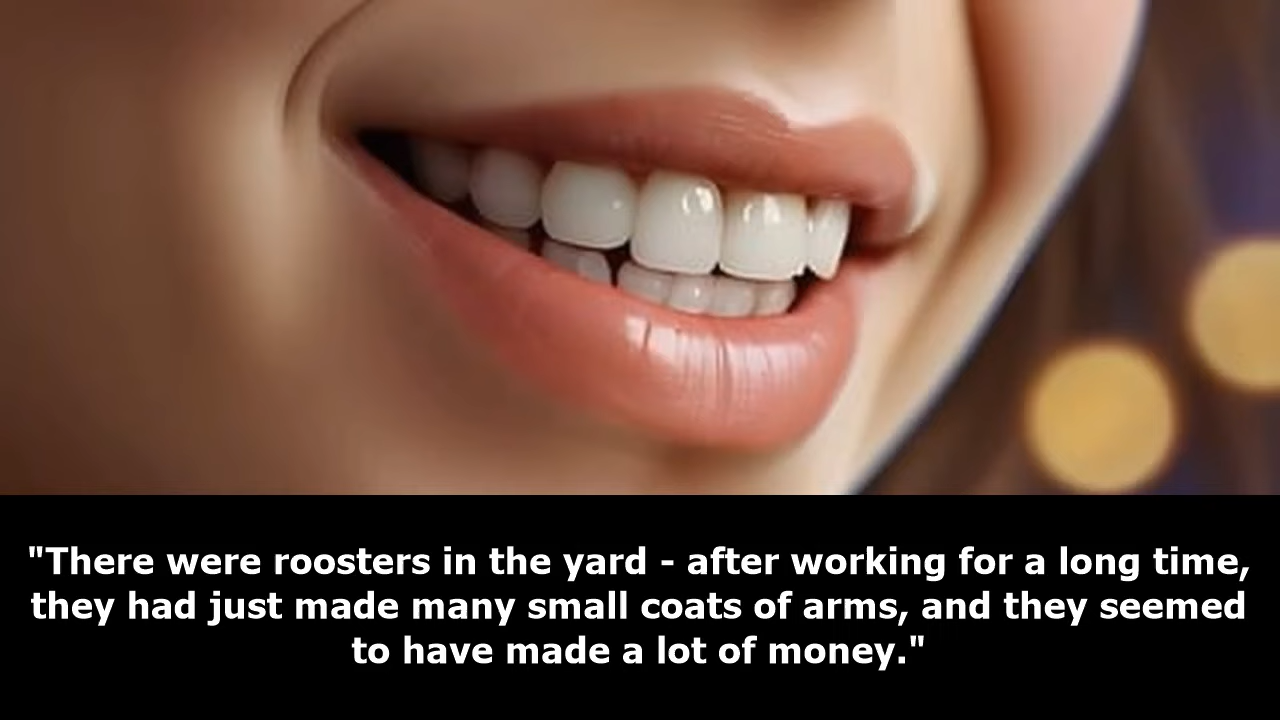 "There were roosters in the yard - after working for a long time,
they had just made many small coats of arms, and they seemed
to have made a lot of money."